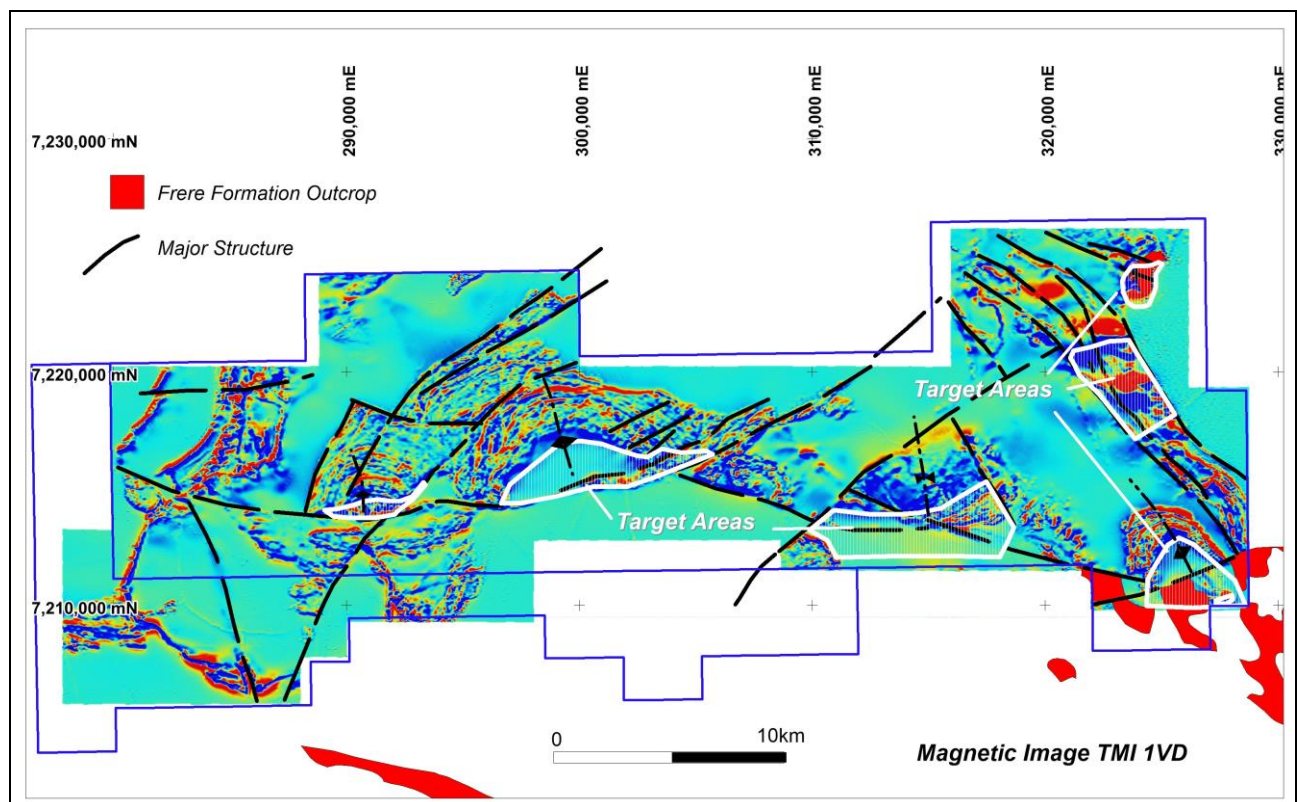 290,000 mE
300,000 mE
310,000 mE
320,000 mE
330,000 mE
7,230,000 mN
Frere Formation Outcrop
Major Structure
7,220,000 mN
Target Areas
Target Areas
7,210,000 mN
0 10km
Magnetic Image TMI 1VD